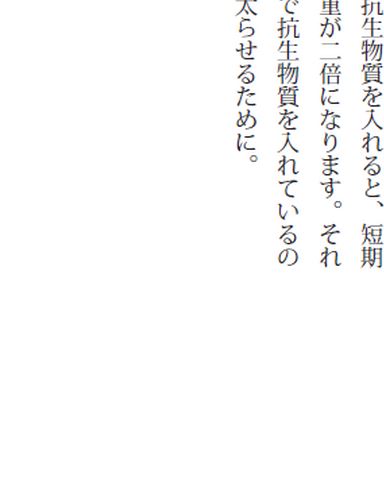 抗生物質を入れると、短期
重が二倍になります。それ
で抗生物質を入れているの
太らせるために。